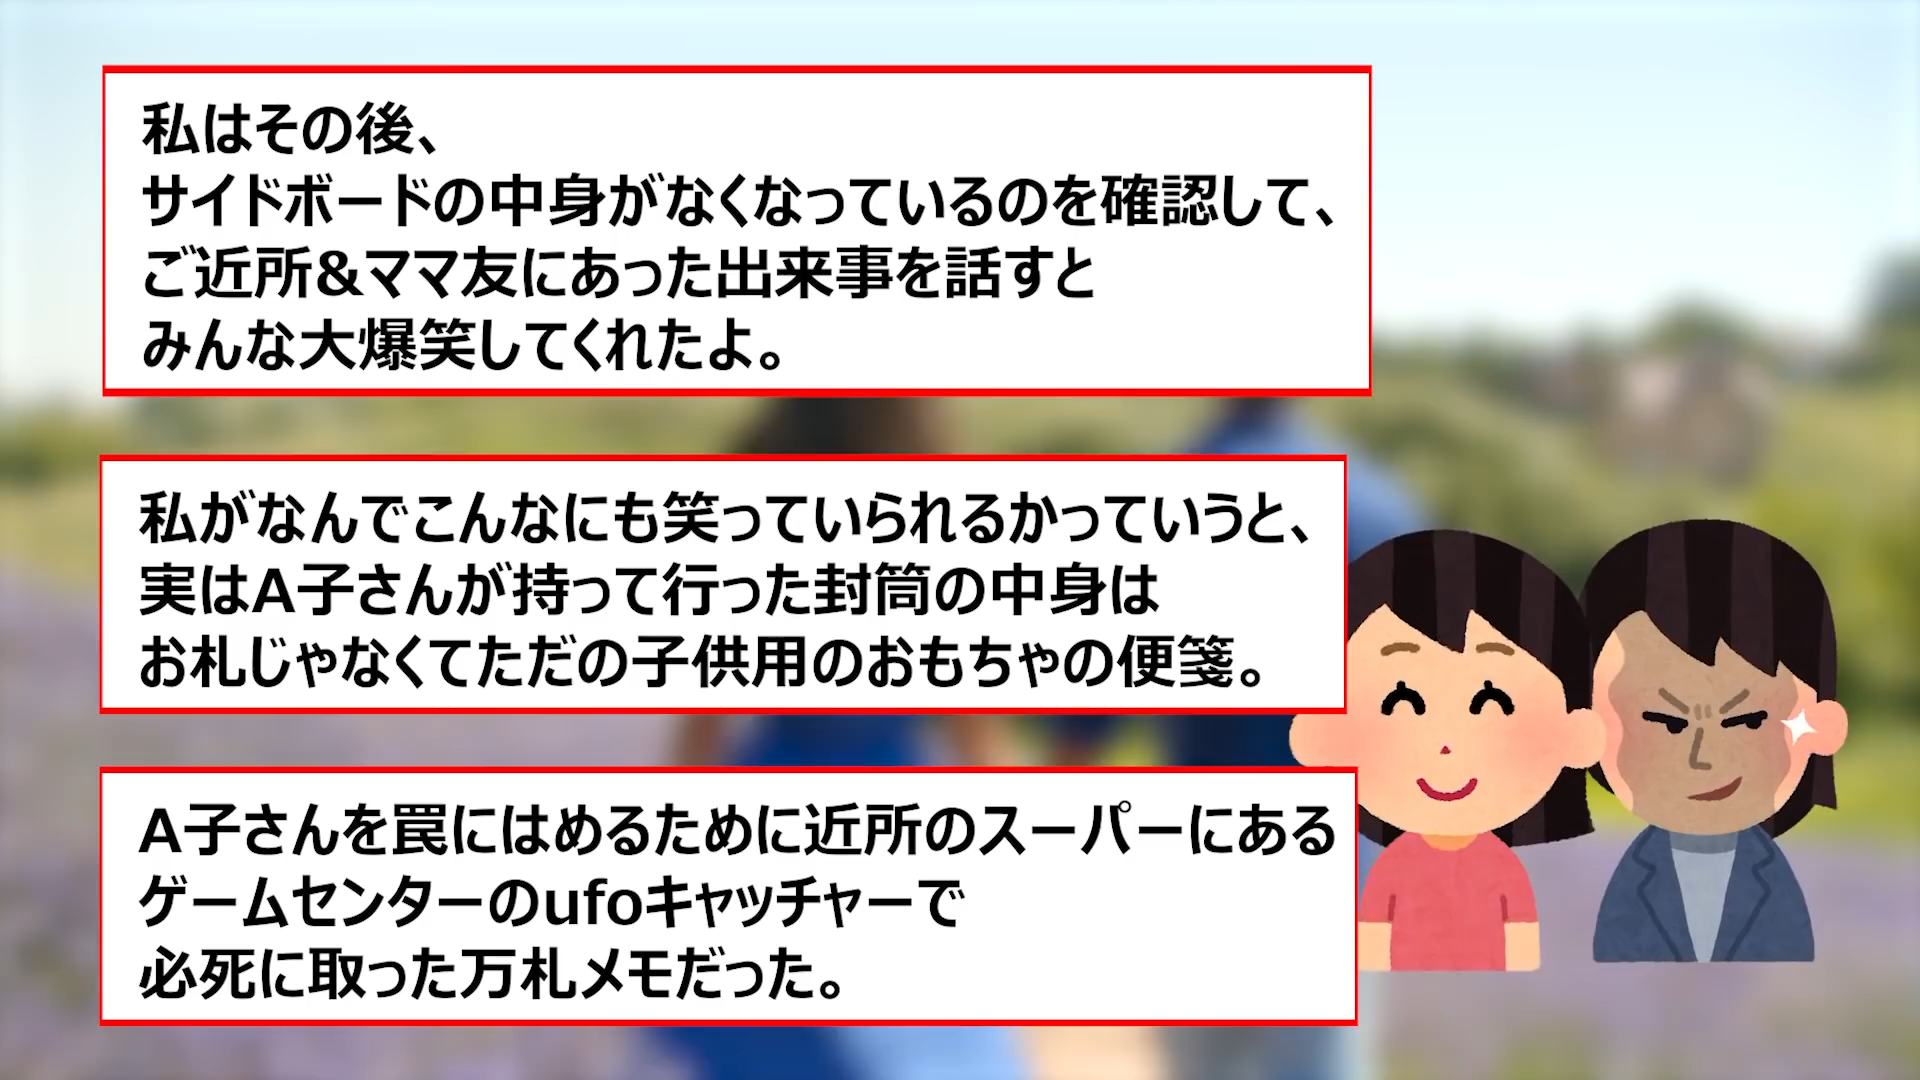 私はその後、
サイドボードの中身がなくなっているのを確認して、
ご近所&ママ友にあった出来事を話すと
みんな大爆笑してくれたよ。
私がなんでこんなにも笑っていられるかっていうと、
実はA子さんが持って行った封筒の中身は
お札じゃなくてただの子供用のおもちゃの便箋。
A子さんを罠にはめるために近所のスーパーにある
ゲームセンターのufoキャッチャーで
必死に取った万札メモだった。